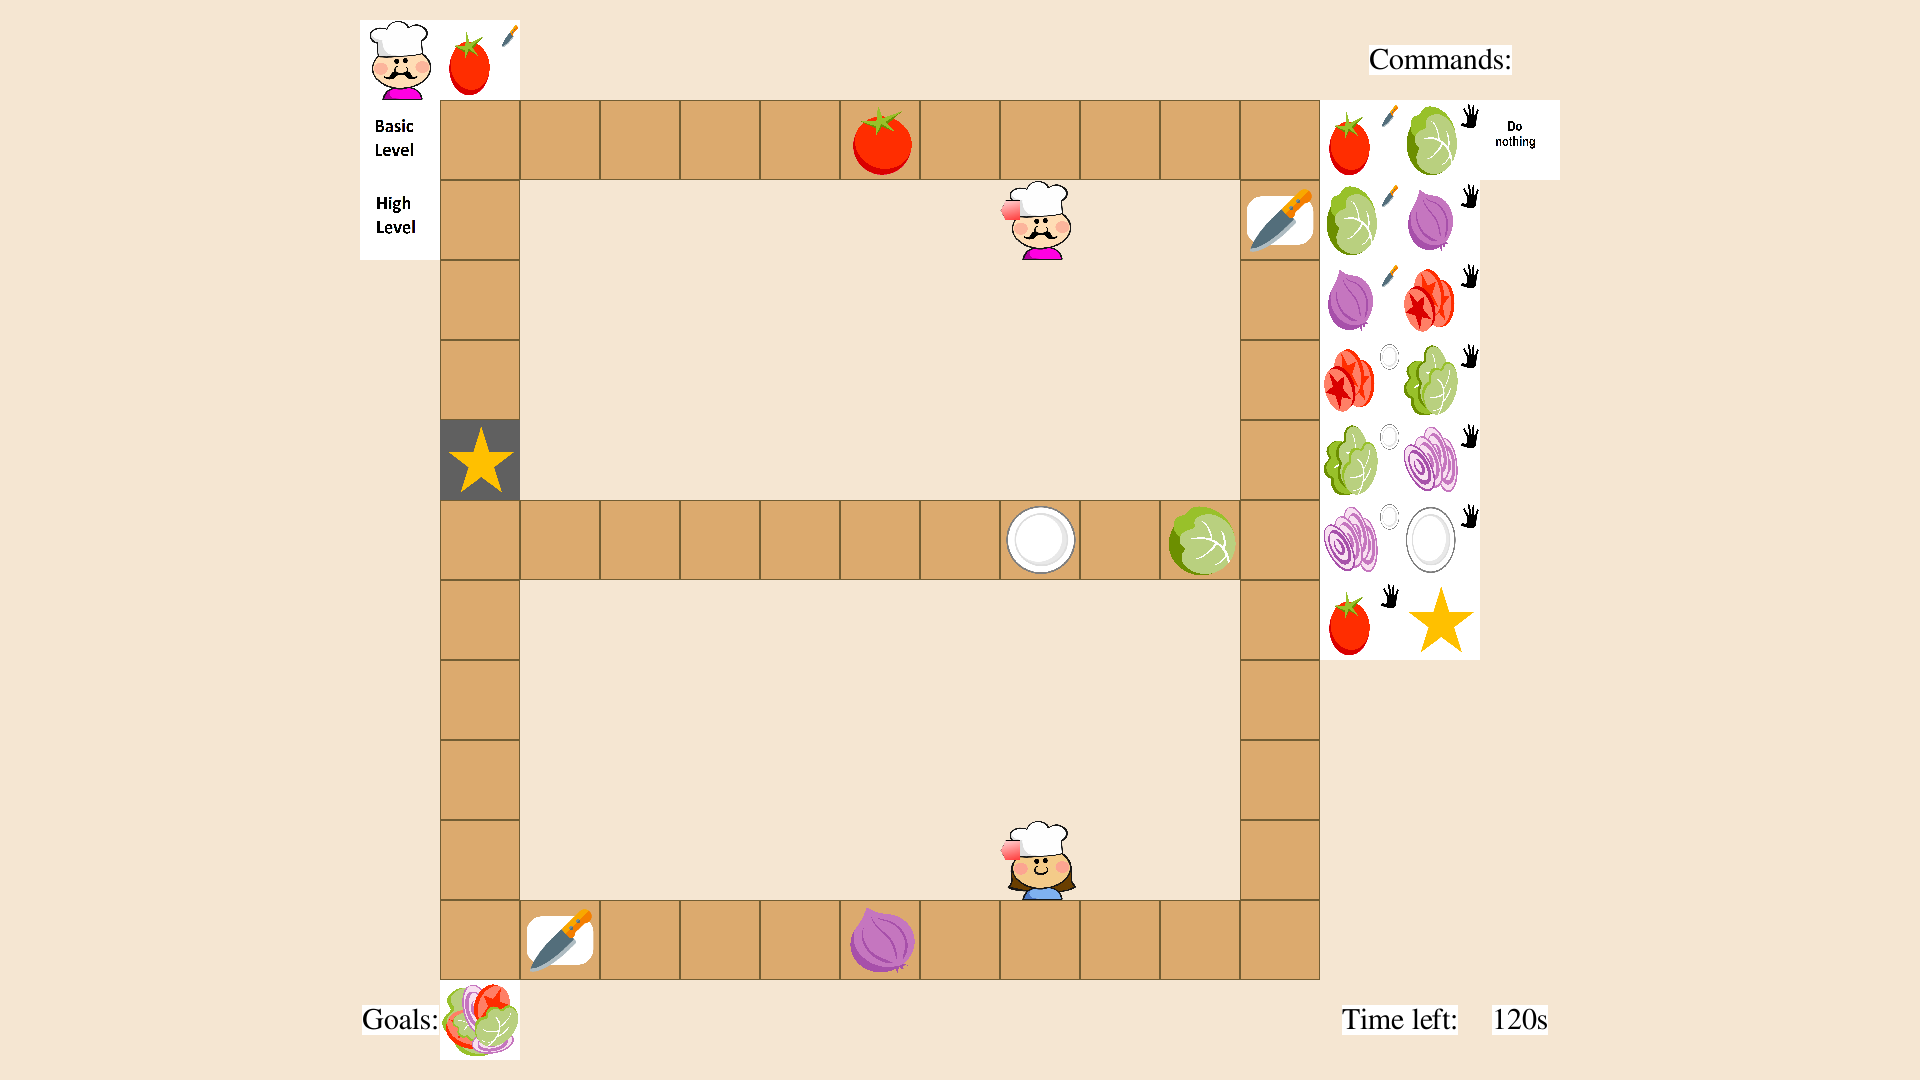 Commands:
Basic
Level
Do
nothing
High
Level
Goals:
Time left: 120s